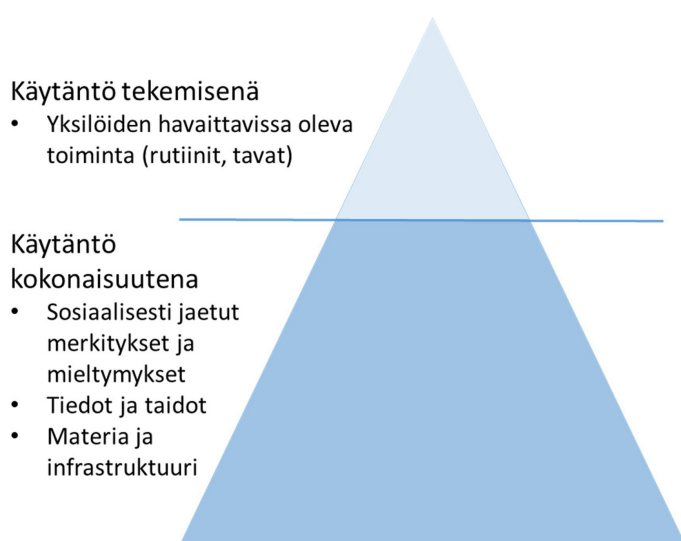 Käytäntö tekemisenä
• Yksilöiden havaittavissa oleva
toiminta (rutiinit, tavat)
Käytäntö
kokonaisuutena
• Sosiaalisesti jaetut
merkitykset ja
mieltymykset
• Tiedot ja taidot
• Materia ja
infrastruktuuri